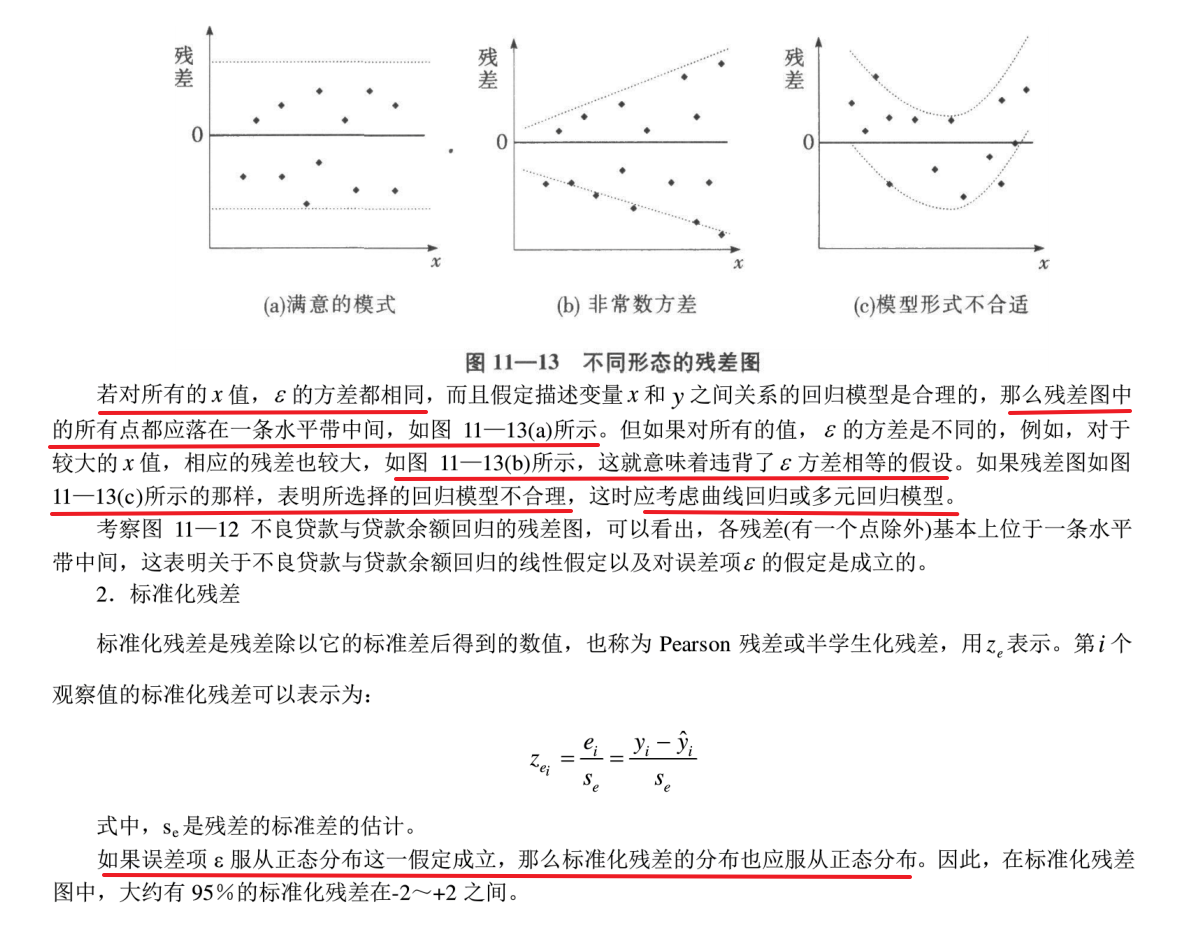 残差
0
x
残差
0
x
残差
0
x
(a)满意的模式
(b) 非常数方差
(c)模型形式不合适
图 11—13 不同形态的残差图
若对所有的 x 值，ε 的方差都相同，而且假定描述变量 x 和 y 之间关系的回归模型是合理的，那么残差图中
的所有点都应落在一条水平带中间，如图 11—13(a)所示。但如果对所有的值，ε 的方差是不同的，例如，对于
较大的 x 值，相应的残差也较大，如图 11—13(b)所示，这就意味着违背了 ε 方差相等的假设。如果残差图如图
11—13(c)所示的那样，表明所选择的回归模型不合理，这时应考虑曲线回归或多元回归模型。
考察图 11—12 不良贷款与贷款余额回归的残差图，可以看出，各残差(有一个点除外)基本上位于一条水平
带中间，这表明关于不良贷款与贷款余额回归的线性假定以及对误差项ε 的假定是成立的。
2．标准化残差
标准化残差是残差除以它的标准差后得到的数值，也称为 Pearson 残差或半学生化残差，用 z_e 表示。第 i 个
观察值的标准化残差可以表示为：
z_{e_i} = e_i / s_e = (y_i − ŷ_i) / s_e
式中，s_e 是残差的标准差的估计。
如果误差项 ε 服从正态分布这一假定成立，那么标准化残差的分布也应服从正态分布。因此，在标准化残差
图中，大约有 95％的标准化残差在-2～+2 之间。